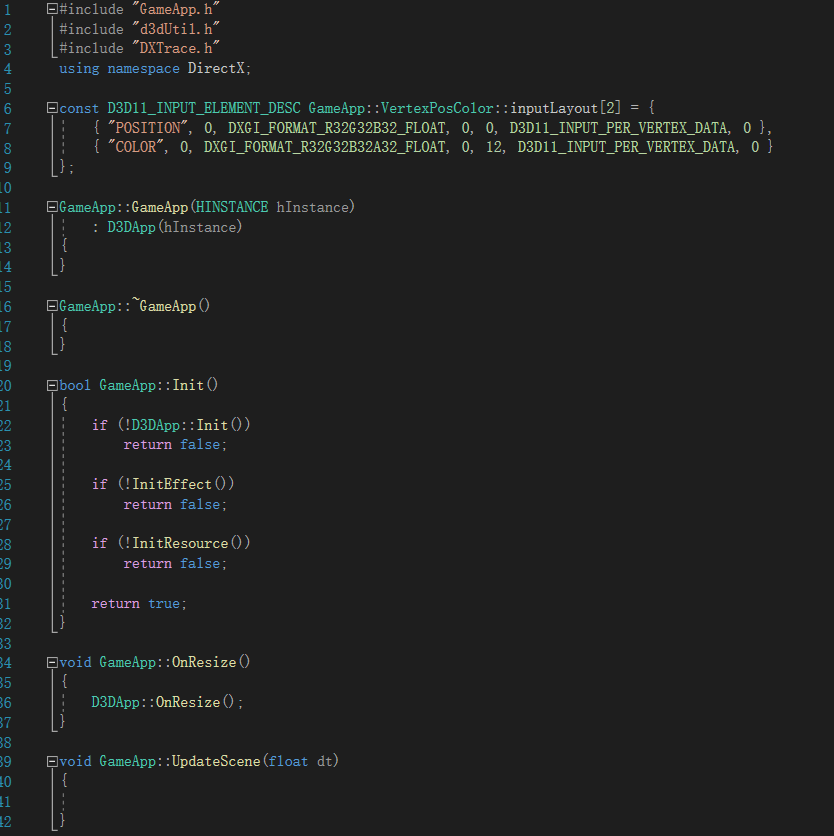 1 #include "GameApp.h"
2 #include "d3dUtil.h"
3 #include "DXTrace.h"
4 using namespace DirectX;
5
6 const D3D11_INPUT_ELEMENT_DESC GameApp::VertexPosColor::inputLayout[2] = {
7     { "POSITION", 0, DXGI_FORMAT_R32G32B32_FLOAT, 0, 0, D3D11_INPUT_PER_VERTEX_DATA, 0 },
8     { "COLOR", 0, DXGI_FORMAT_R32G32B32A32_FLOAT, 0, 12, D3D11_INPUT_PER_VERTEX_DATA, 0 }
9 };
10
11 GameApp::GameApp(HINSTANCE hInstance)
12     : D3DApp(hInstance)
13 {
14 }
15
16 GameApp::~GameApp()
17 {
18 }
19
20 bool GameApp::Init()
21 {
22     if (!D3DApp::Init())
23         return false;
24
25     if (!InitEffect())
26         return false;
27
28     if (!InitResource())
29         return false;
30
31     return true;
32 }
33
34 void GameApp::OnResize()
35 {
36     D3DApp::OnResize();
37 }
38
39 void GameApp::UpdateScene(float dt)
40 {
41
42 }